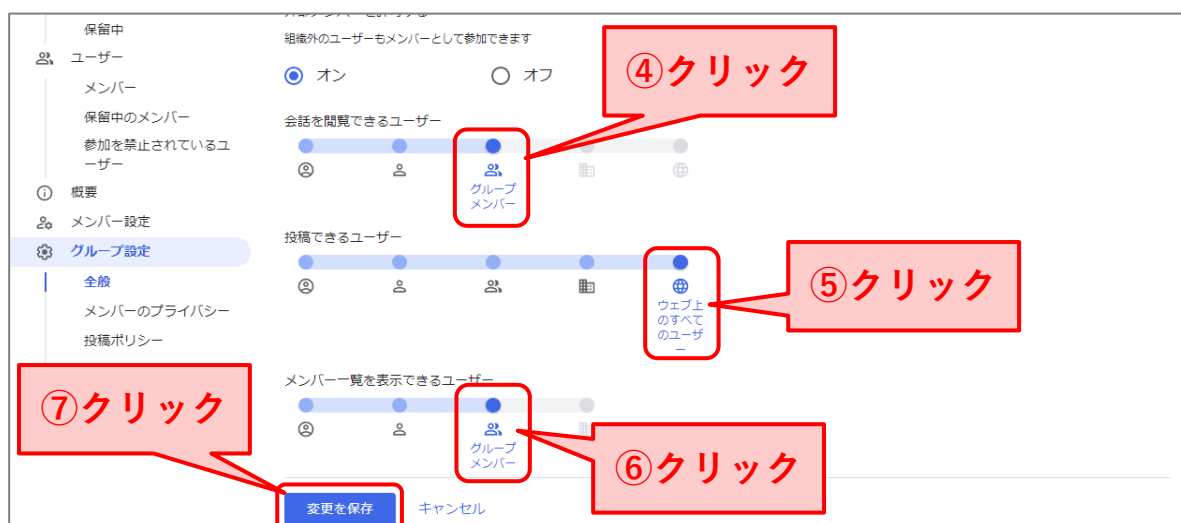 保留中
ユーザー
メンバー
保留中のメンバー
参加を禁止されているユ
ーザー
概要
メンバー設定
グループ設定
全般
メンバーのプライバシー
投稿ポリシー
組織外のユーザーもメンバーとして参加できます
オン
オフ
④クリック
会話を閲覧できるユーザー
グループ
メンバー
投稿できるユーザー
ウェブ上
のすべて
のユーザ
ー
⑤クリック
メンバー一覧を表示できるユーザー
グループ
メンバー
⑥クリック
⑦クリック
変更を保存
キャンセル